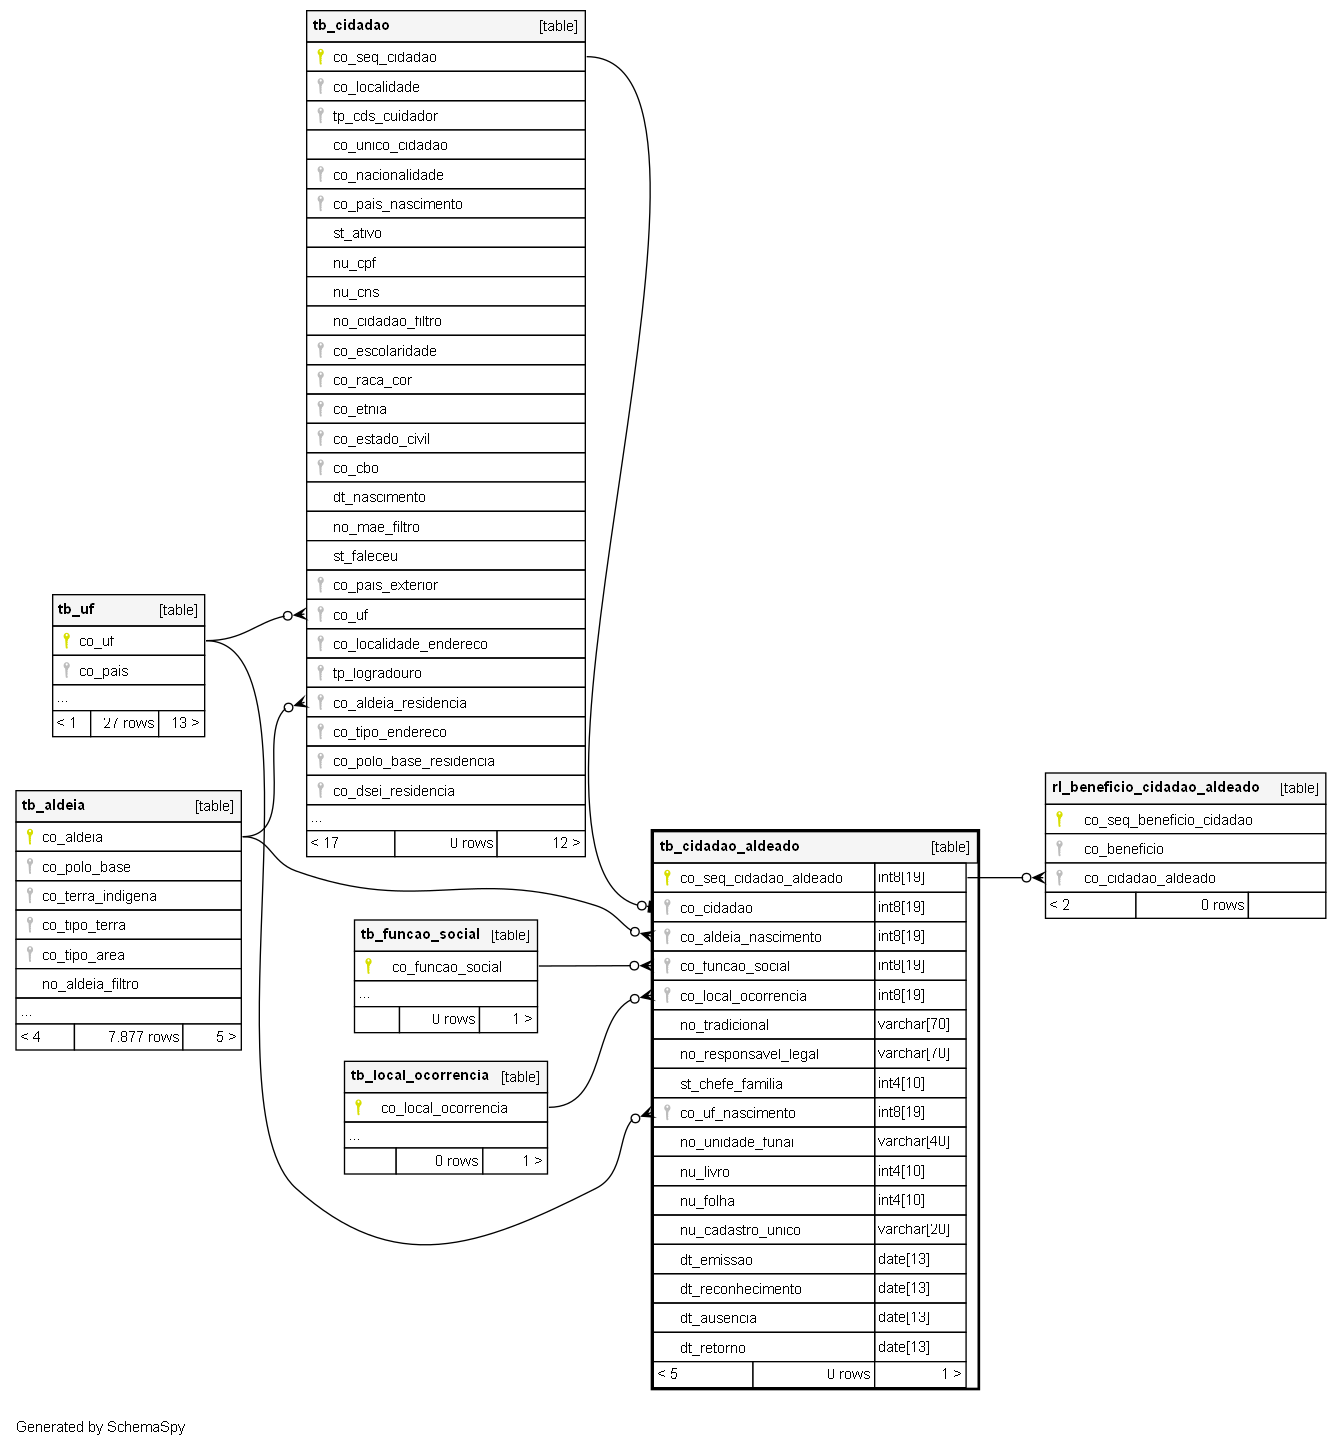 tb_cidadao [table]
co_seq_cidadao
co_localidade
tp_cds_cuidador
co_unico_cidadao
co_nacionalidade
co_pais_nascimento
st_ativo
nu_cpf
nu_cns
no_cidadao_filtro
co_escolaridade
co_raca_cor
co_etnia
co_estado_civil
co_cbo
dt_nascimento
no_mae_filtro
st_faleceu
co_pais_exterior
co_uf
co_localidade_endereco
tp_logradouro
co_aldeia_residencia
co_tipo_endereco
co_polo_base_residencia
co_dsei_residencia
...
< 17 0 rows 12 >
tb_uf [table]
co_uf
co_pais
...
< 1 27 rows 13 >
tb_aldeia [table]
co_aldeia
co_polo_base
co_terra_indigena
co_tipo_terra
co_tipo_area
no_aldeia_filtro
...
< 4 7.877 rows 5 >
tb_funcao_social [table]
co_funcao_social
...
0 rows 1 >
tb_local_ocorrencia [table]
co_local_ocorrencia
...
0 rows 1 >
tb_cidadao_aldeado [table]
co_seq_cidadao_aldeado int8[19]
co_cidadao int8[19]
co_aldeia_nascimento int8[19]
co_funcao_social int8[19]
co_local_ocorrencia int8[19]
no_tradicional varchar[70]
no_responsavel_legal varchar[70]
st_chefe_familia int4[10]
co_uf_nascimento int8[19]
no_unidade_funai varchar[40]
nu_livro int4[10]
nu_folha int4[10]
nu_cadastro_unico varchar[20]
dt_emissao date[13]
dt_reconhecimento date[13]
dt_ausencia date[13]
dt_retorno date[13]
< 5 0 rows 1 >
rl_beneficio_cidadao_aldeado [table]
co_seq_beneficio_cidadao
co_beneficio
co_cidadao_aldeado
< 2 0 rows
Generated by SchemaSpy